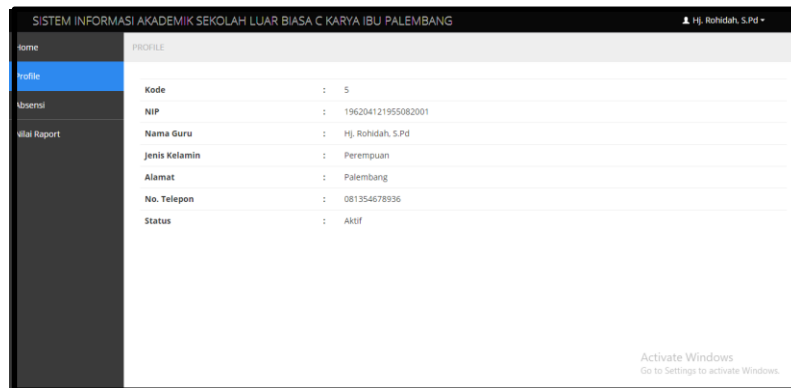 SISTEM INFORMASI AKADEMIK SEKOLAH LUAR BIASA C KARYA IBU PALEMBANG
Hj. Rohidah, S.Pd
Home
Profile
Absensi
Nilai Raport
PROFILE
Kode : 5
NIP : 196204121955082001
Nama Guru : Hj. Rohidah, S.Pd
Jenis Kelamin : Perempuan
Alamat : Palembang
No. Telepon : 081354678936
Status : Aktif
Activate Windows
Go to Settings to activate Windows.